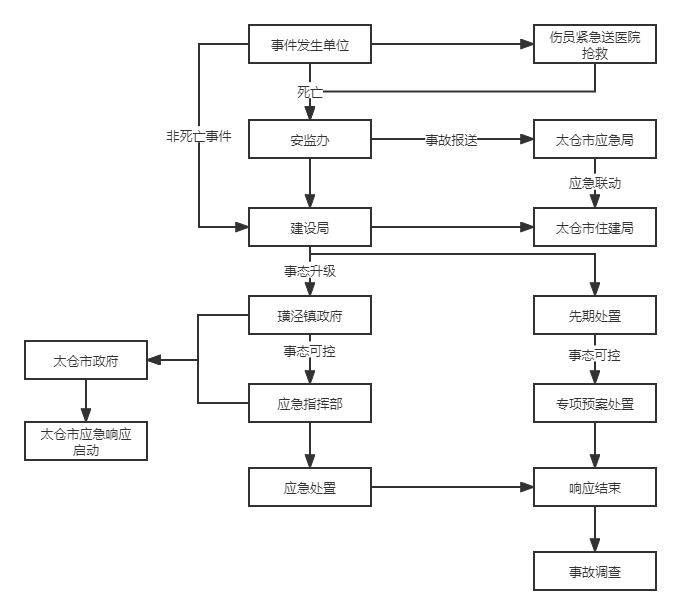 事件发生单位
伤员紧急送医院
抢救
死亡
非死亡事件
安监办
事故报送
太仓市应急局
应急联动
建设局
太仓市住建局
事态升级
璜泾镇政府
先期处置
事态可控
事态可控
太仓市政府
应急指挥部
专项预案处置
太仓市应急响应
启动
应急处置
响应结束
事故调查